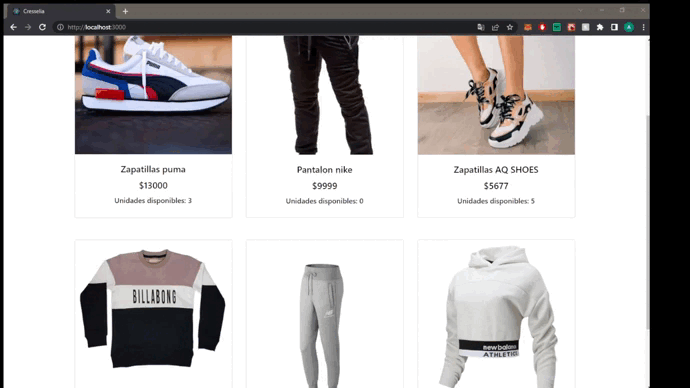 Cresselia
http://localhost:3000
Zapatillas puma
Pantalon nike
Zapatillas AQ SHOES
$13000
$9999
$5677
Unidades disponibles: 3
Unidades disponibles: 0
Unidades disponibles: 5
BILLABONG
new balance
ATHLETICS